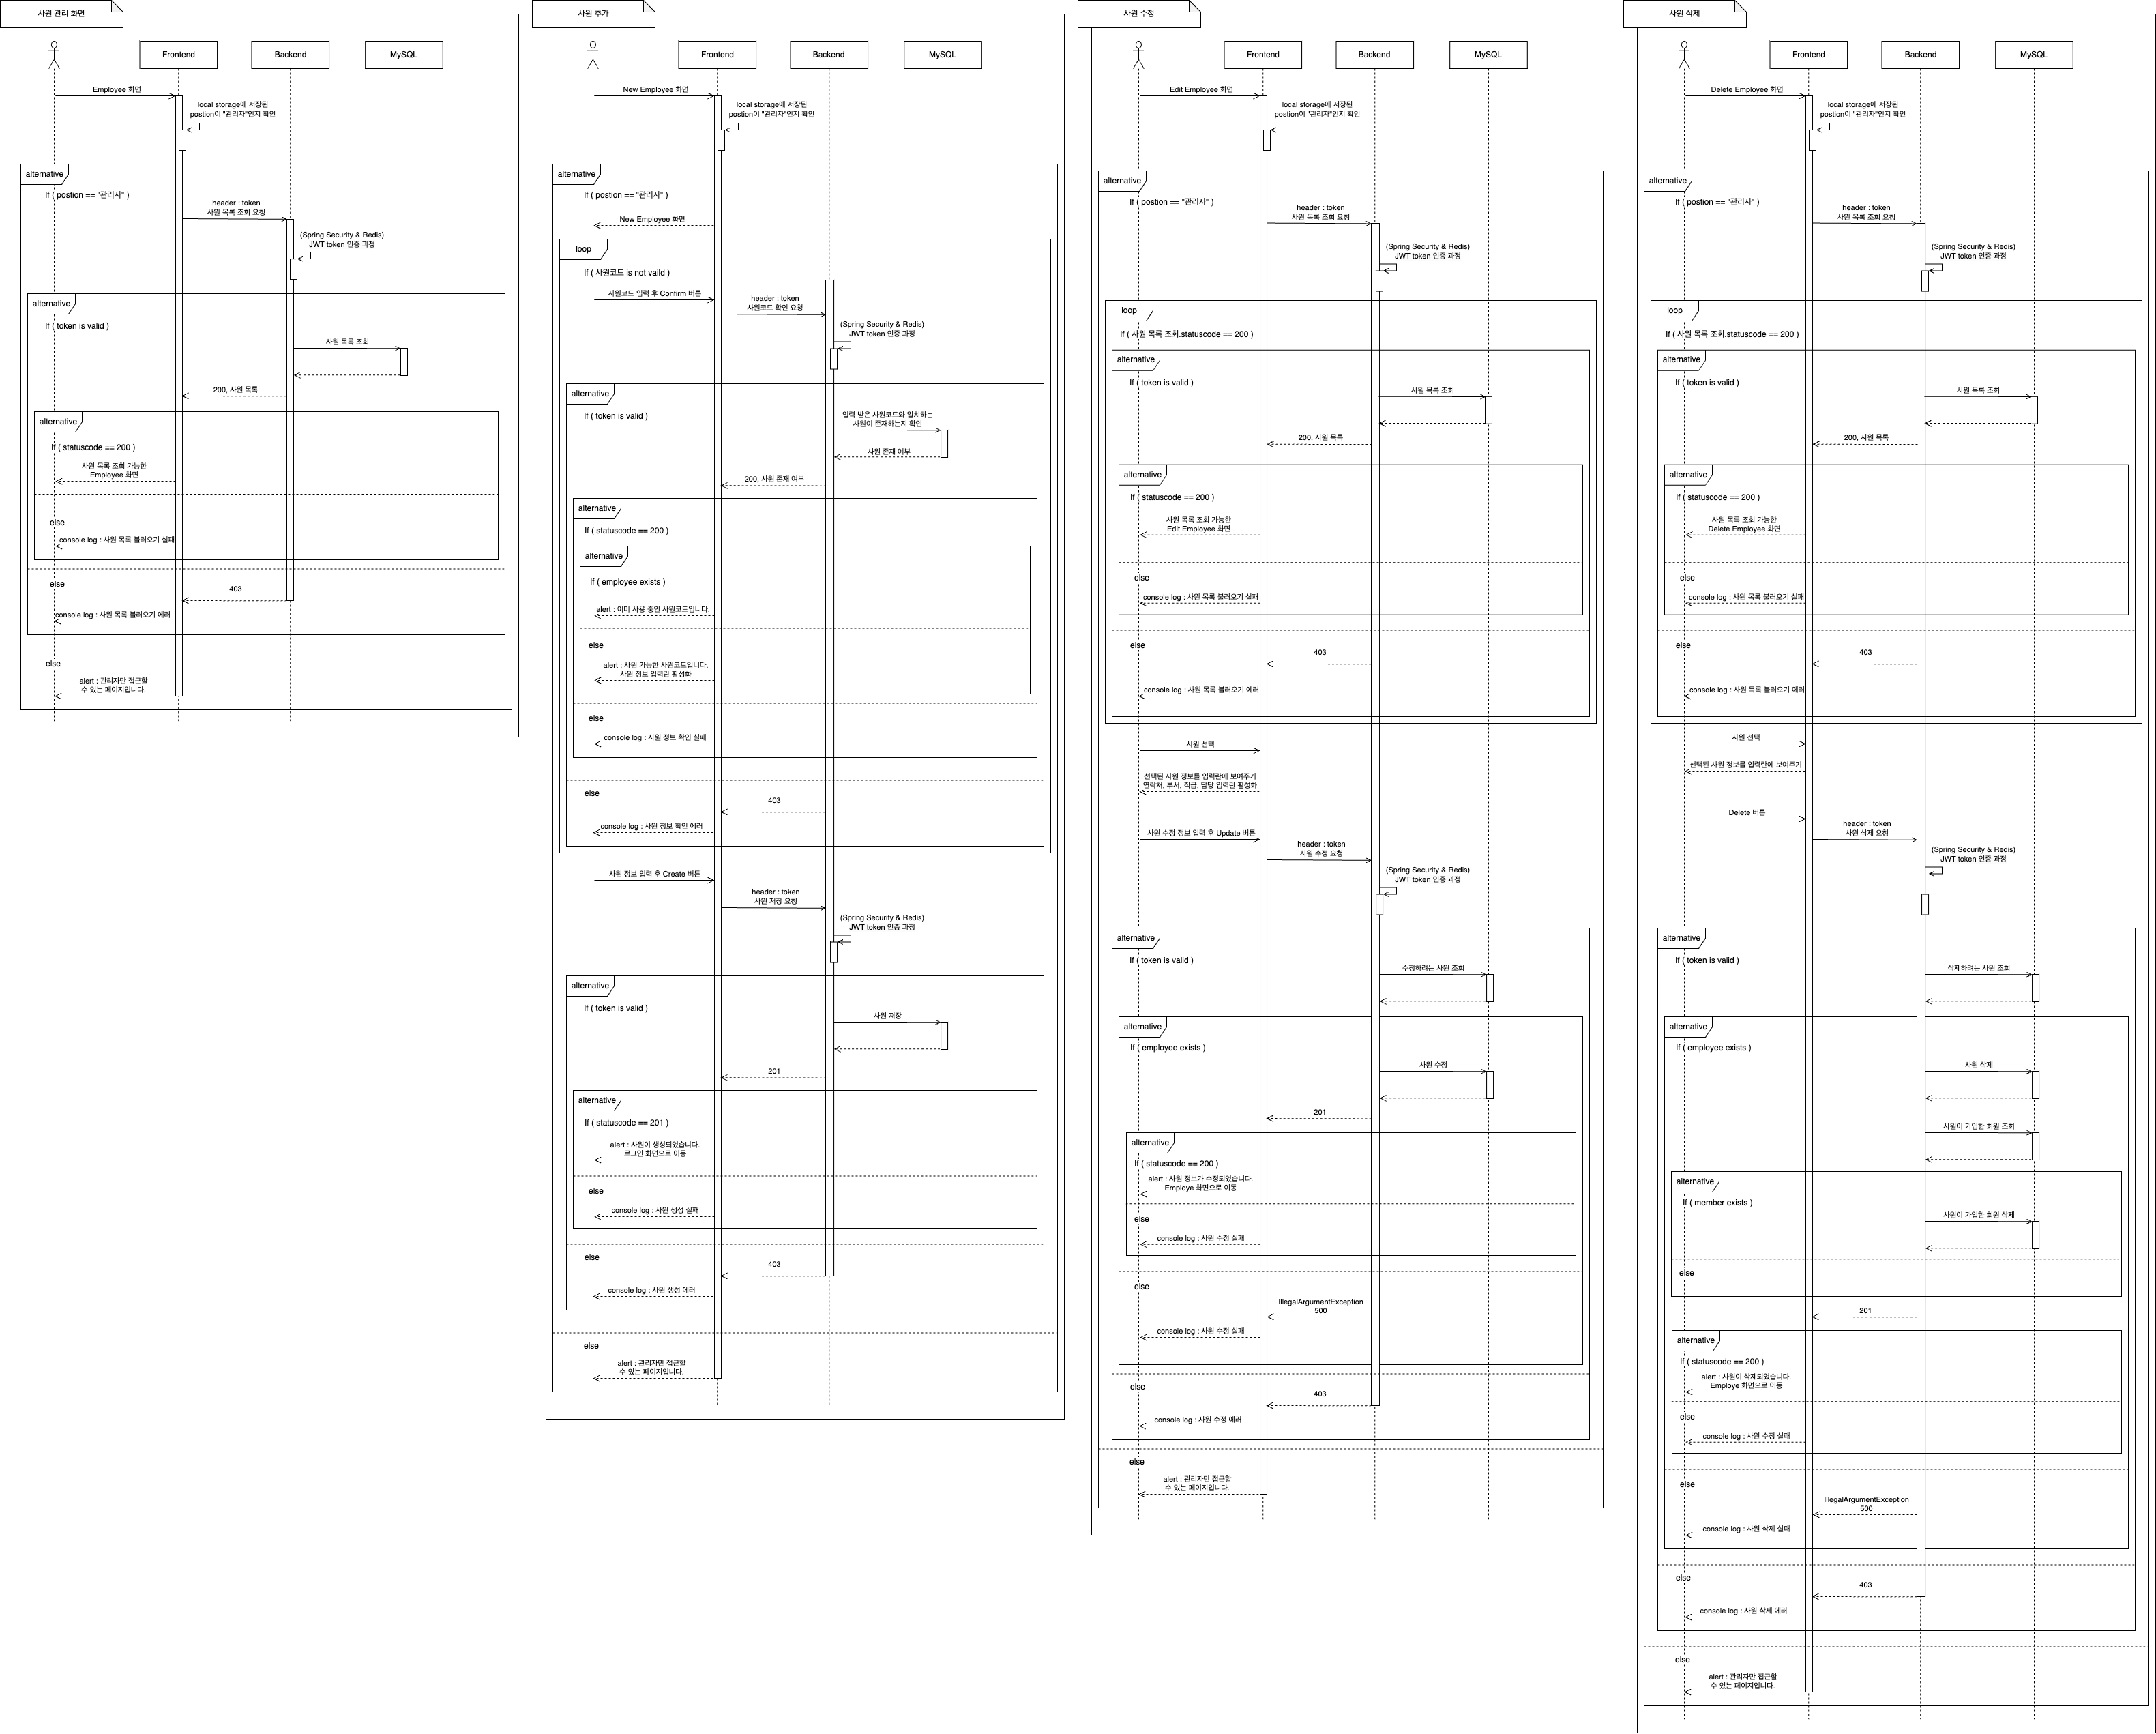 사원 관리 화면
Frontend
Backend
MySQL
Employee 화면
local storage에 저장된
postion이 "관리자"인지 확인
alternative
If ( postion == "관리자" )
header : token
사원 목록 조회 요청
(Spring Security & Redis)
JWT token 인증 과정
alternative
If ( token is valid )
사원 목록 조회
200, 사원 목록
alternative
If ( statuscode == 200 )
사원 목록 조회 가능한
Employee 화면
else
console log : 사원 목록 불러오기 실패
else
403
console log : 사원 목록 불러오기 에러
else
alert : 관리자만 접근할
수 있는 페이지입니다.
사원 추가
Frontend
Backend
MySQL
New Employee 화면
local storage에 저장된
postion이 "관리자"인지 확인
alternative
If ( postion == "관리자" )
New Employee 화면
loop
If ( 사원코드 is not vaild )
사원코드 입력 후 Confirm 버튼
header : token
사원코드 확인 요청
(Spring Security & Redis)
JWT token 인증 과정
alternative
If ( token is valid )
입력 받은 사원코드와 일치하는
사원이 존재하는지 확인
사원 존재 여부
200, 사원 존재 여부
alternative
If ( statuscode == 200 )
alternative
If ( employee exists )
alert : 이미 사용 중인 사원코드입니다.
else
alert : 사원 가능한 사원코드입니다.
사원 정보 입력란 활성화
else
console log : 사원 정보 확인 실패
else
403
console log : 사원 정보 확인 에러
사원 정보 입력 후 Create 버튼
header : token
사원 저장 요청
(Spring Security & Redis)
JWT token 인증 과정
alternative
If ( token is valid )
사원 저장
201
alternative
If ( statuscode == 201 )
alert : 사원이 생성되었습니다.
로그인 화면으로 이동
else
console log : 사원 생성 실패
else
403
console log : 사원 생성 에러
else
alert : 관리자만 접근할
수 있는 페이지입니다.
사원 수정
Frontend
Backend
MySQL
Edit Employee 화면
local storage에 저장된
postion이 "관리자"인지 확인
alternative
If ( postion == "관리자" )
header : token
사원 목록 조회 요청
(Spring Security & Redis)
JWT token 인증 과정
loop
If ( 사원 목록 조회.statuscode == 200 )
alternative
If ( token is valid )
사원 목록 조회
200, 사원 목록
alternative
If ( statuscode == 200 )
사원 목록 조회 가능한
Edit Employee 화면
else
console log : 사원 목록 불러오기 실패
else
403
console log : 사원 목록 불러오기 에러
사원 선택
선택된 사원 정보를 입력란에 보여주기
연락처, 부서, 직급, 담당 입력란 활성화
사원 수정 정보 입력 후 Update 버튼
header : token
사원 수정 요청
(Spring Security & Redis)
JWT token 인증 과정
alternative
If ( token is valid )
수정하려는 사원 조회
alternative
If ( employee exists )
사원 수정
201
alternative
If ( statuscode == 200 )
alert : 사원 정보가 수정되었습니다.
Employe 화면으로 이동
else
console log : 사원 수정 실패
else
IllegalArgumentException
500
console log : 사원 수정 실패
else
403
console log : 사원 수정 에러
else
alert : 관리자만 접근할
수 있는 페이지입니다.
사원 삭제
Frontend
Backend
MySQL
Delete Employee 화면
local storage에 저장된
postion이 "관리자"인지 확인
alternative
If ( postion == "관리자" )
header : token
사원 목록 조회 요청
(Spring Security & Redis)
JWT token 인증 과정
loop
If ( 사원 목록 조회.statuscode == 200 )
alternative
If ( token is valid )
사원 목록 조회
200, 사원 목록
alternative
If ( statuscode == 200 )
사원 목록 조회 가능한
Delete Employee 화면
else
console log : 사원 목록 불러오기 실패
else
403
console log : 사원 목록 불러오기 에러
사원 선택
선택된 사원 정보를 입력란에 보여주기
Delete 버튼
header : token
사원 삭제 요청
(Spring Security & Redis)
JWT token 인증 과정
alternative
If ( token is valid )
삭제하려는 사원 조회
alternative
If ( employee exists )
사원 삭제
사원이 가입한 회원 조회
alternative
If ( member exists )
사원이 가입한 회원 삭제
else
201
alternative
If ( statuscode == 200 )
alert : 사원이 삭제되었습니다.
Employe 화면으로 이동
else
console log : 사원 수정 실패
else
IllegalArgumentException
500
console log : 사원 삭제 실패
else
403
console log : 사원 삭제 에러
else
alert : 관리자만 접근할
수 있는 페이지입니다.